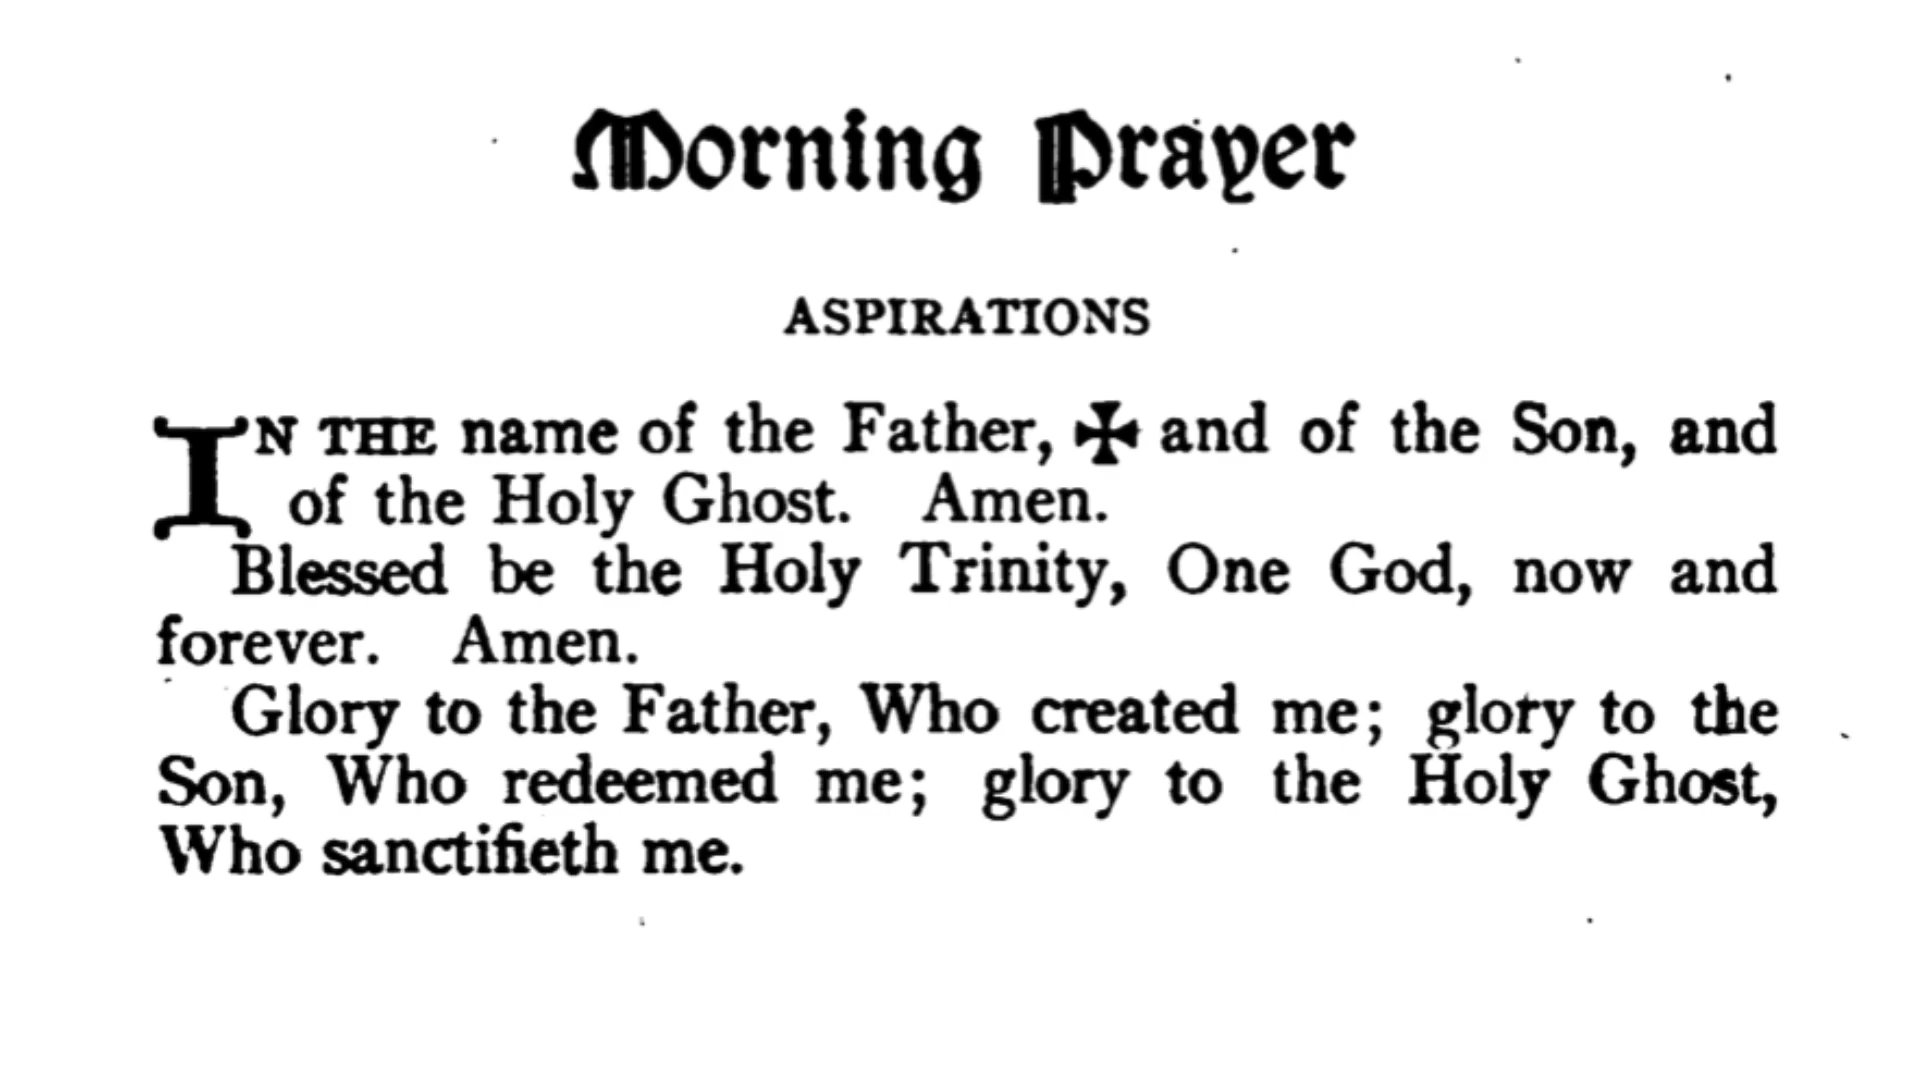 Morning Prayer
ASPIRATIONS
IN THE name of the Father, ✠ and of the Son, and
of the Holy Ghost. Amen.
Blessed be the Holy Trinity, One God, now and
forever. Amen.
Glory to the Father, Who created me; glory to the
Son, Who redeemed me; glory to the Holy Ghost,
Who sanctifieth me.